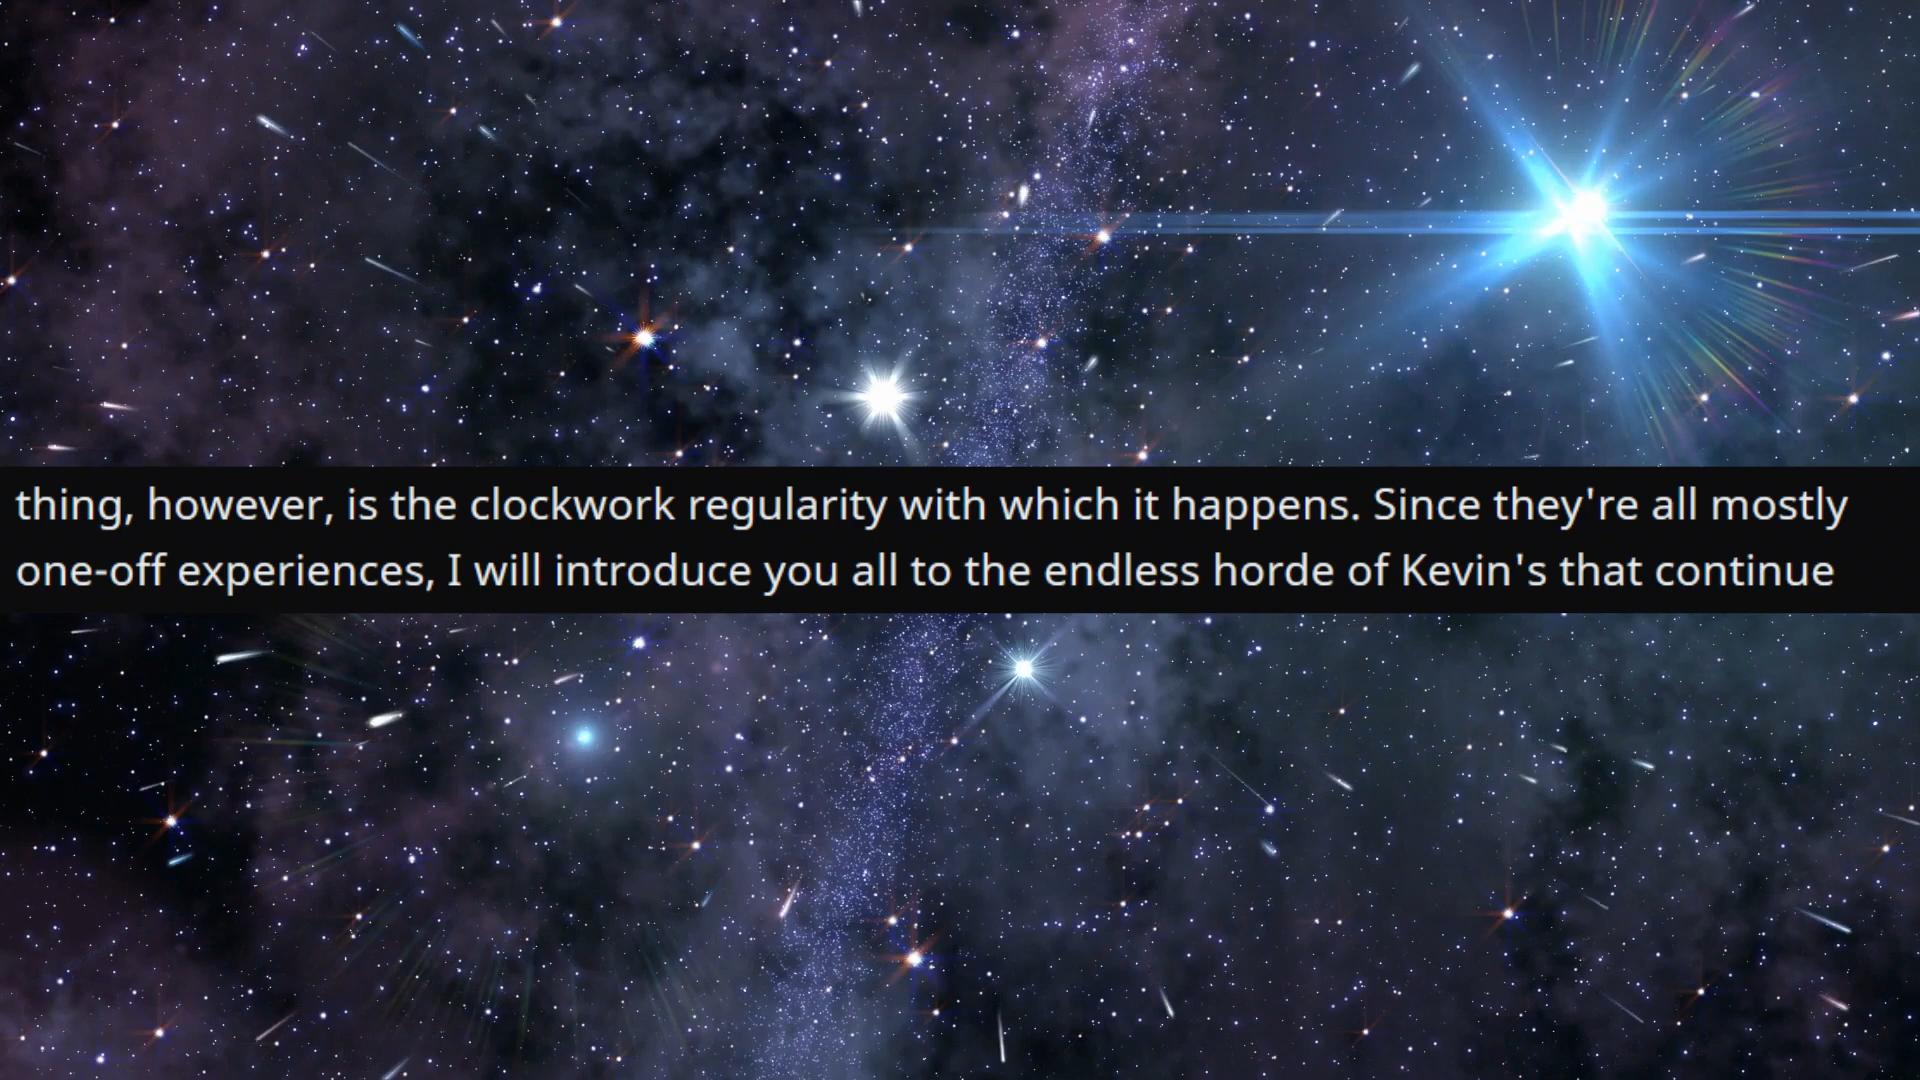 thing, however, is the clockwork regularity with which it happens. Since they're all mostly
one-off experiences, I will introduce you all to the endless horde of Kevin's that continue